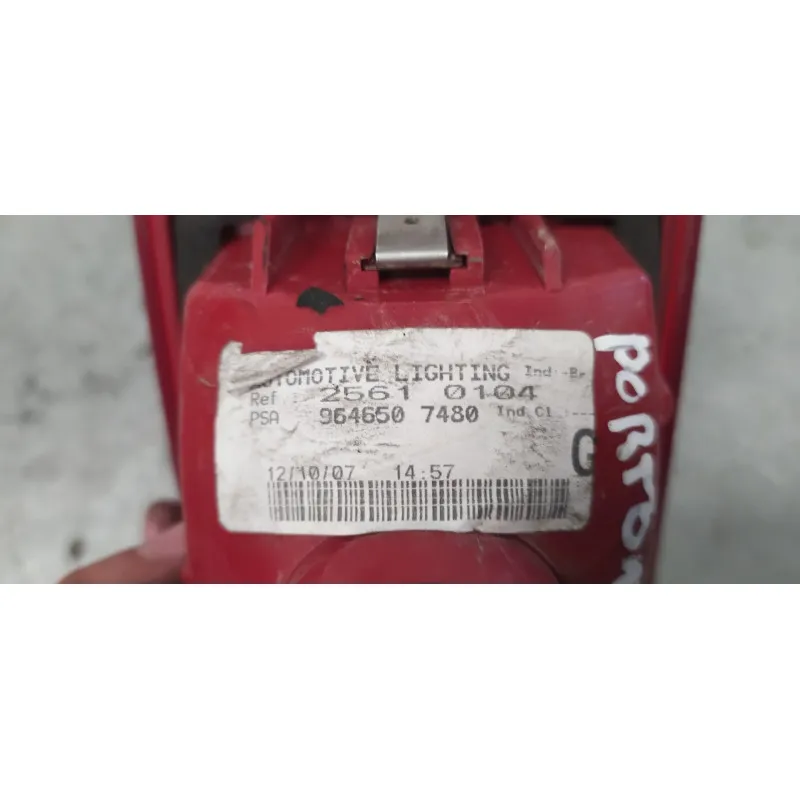 AUTOMOTIVE LIGHTING Ind :-Br
Ref : 2561 0104
PSA 964650 7480 Ind.Cl :----
G
12/10/07 14:57
PORTON